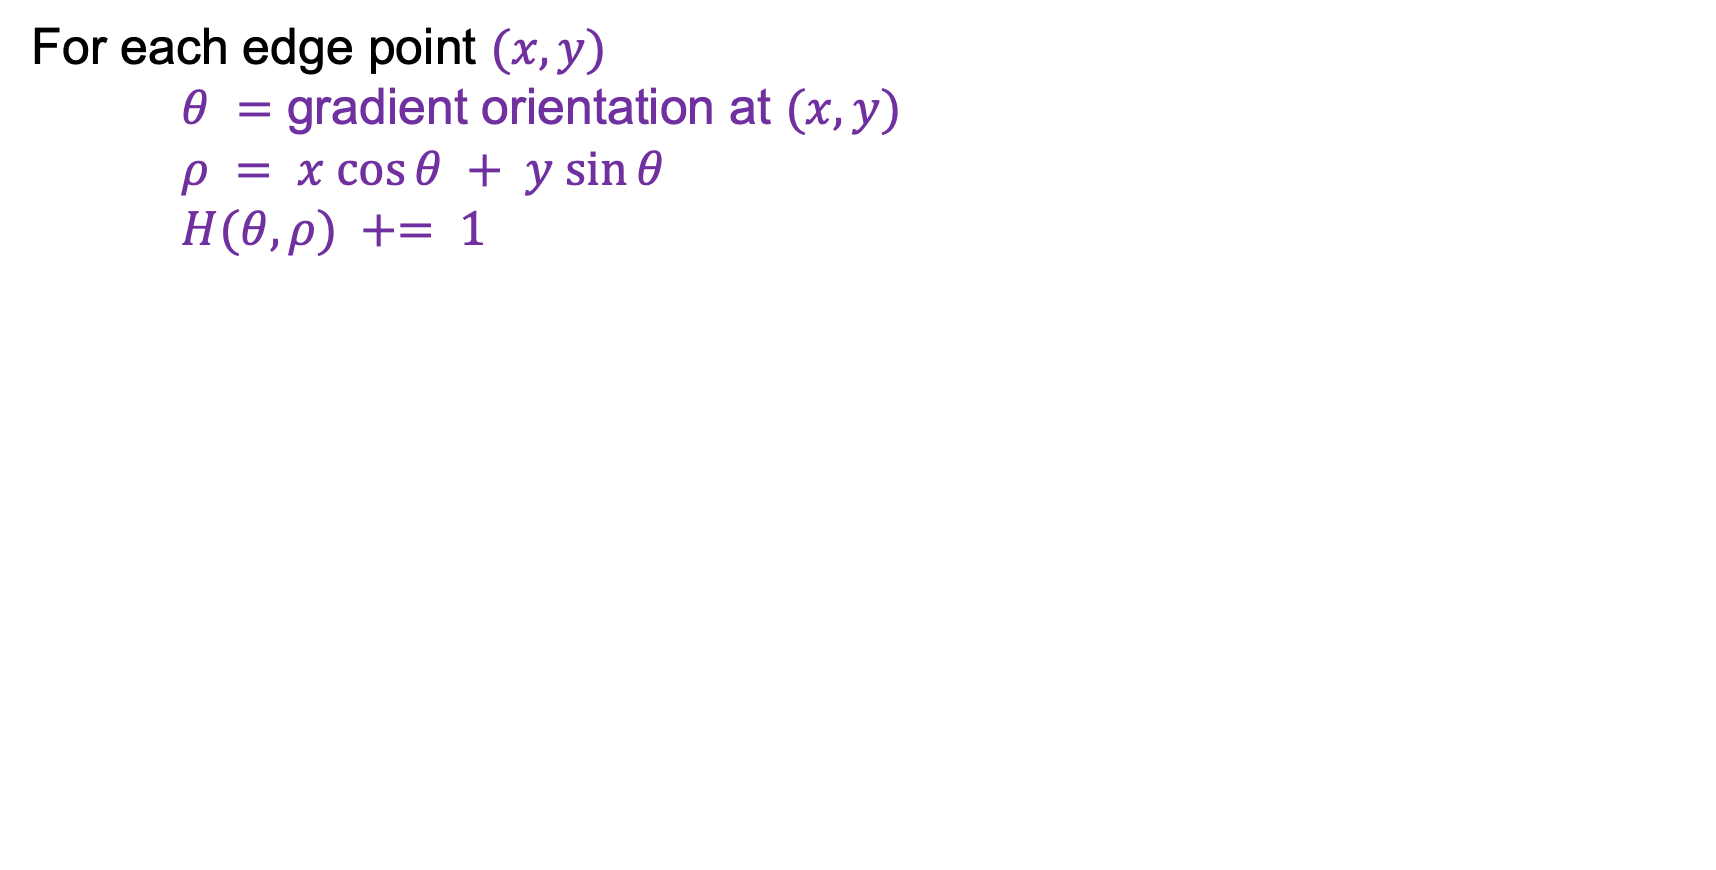 For each edge point (x, y)
θ = gradient orientation at (x, y)
ρ = x cos θ + y sin θ
H(θ, ρ) += 1